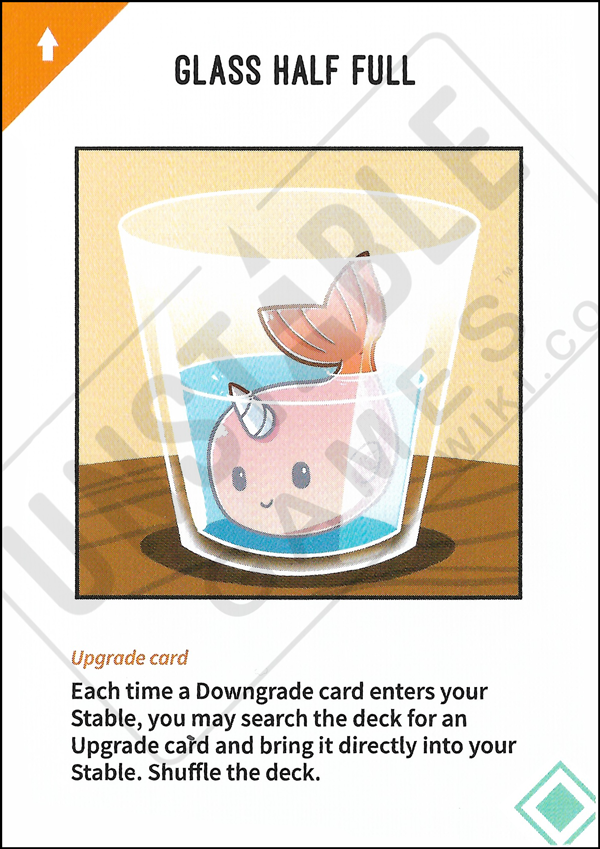 GLASS HALF FULL
UNSTABLE
GAMES™
WIKI.CO
Upgrade card
Each time a Downgrade card enters your
Stable, you may search the deck for an
Upgrade card and bring it directly into your
Stable. Shuffle the deck.